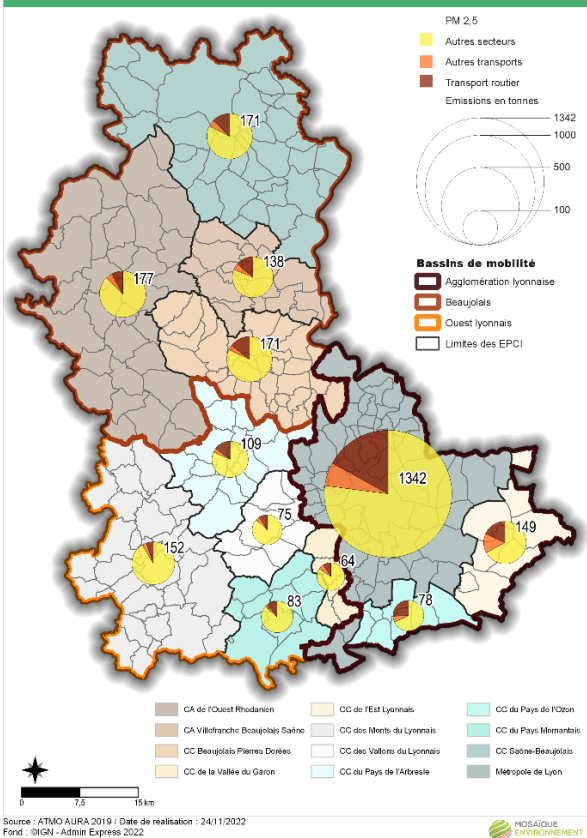 PM 2,5
Autres secteurs
Autres transports
Transport routier
Emissions en tonnes
1342
1000
500
100
Bassins de mobilité
Agglomération lyonnaise
Beaujolais
Ouest lyonnais
Limites des EPCI
171
138
177
171
109
1342
75
149
152
64
83
78
CA de l'Ouest Rhodanien
CA Villefranche Beaujolais Saône
CC Beaujolais Pierres Dorées
CC de la Vallée du Garon
CC de l'Est Lyonnais
CC des Monts du Lyonnais
CC des Vallons du Lyonnais
CC du Pays de l'Arbresle
CC du Pays de l'Ozon
CC du Pays Mornantais
CC Saône-Beaujolais
Métropole de Lyon
0 7,5 15 km
Source : ATMO AURA 2019 / Date de réalisation : 24/11/2022
Fond : ©IGN - Admin Express 2022
MOSAÏQUE
ENVIRONNEMENT